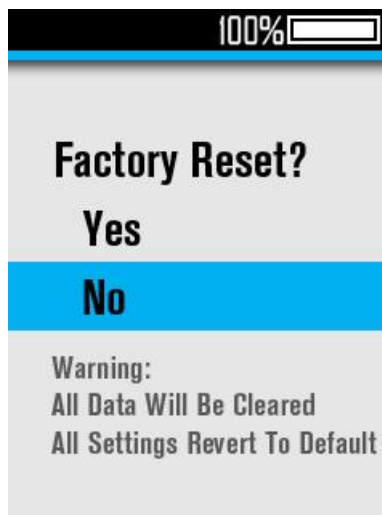 100%
Factory Reset?
Yes
No
Warning:
All Data Will Be Cleared
All Settings Revert To Default